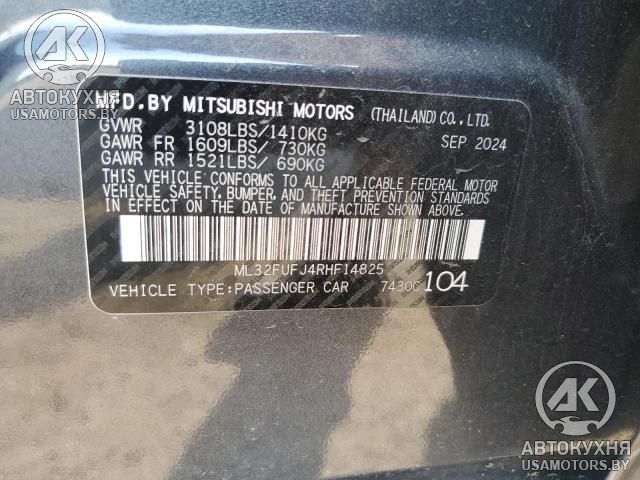 AK
АВТОКУХНЯ
USAMOTORS.BY
MFD.BY MITSUBISHI MOTORS (THAILAND) CO.,LTD.
GVWR 3108LBS/1410KG SEP 2024
GAWR FR 1609LBS/ 730KG
GAWR RR 1521LBS/ 690KG
THIS VEHICLE CONFORMS TO ALL APPLICABLE FEDERAL MOTOR
VEHICLE SAFETY, BUMPER, AND THEFT PREVENTION STANDARDS
IN EFFECT ON THE DATE OF MANUFACTURE SHOWN ABOVE.
ML32FUFJ4RHF14825
VEHICLE TYPE:PASSENGER CAR 7430C 104
AK
АВТОКУХНЯ
USAMOTORS.BY